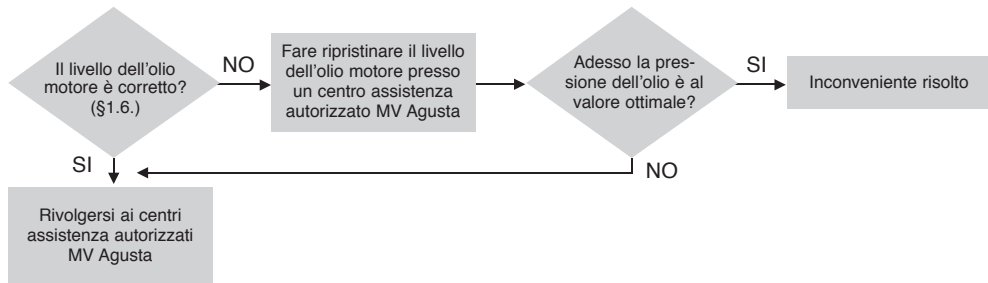 Il livello dell'olio
motore è corretto?
(§1.6.)
NO
Fare ripristinare il livello
dell'olio motore presso
un centro assistenza
autorizzato MV Agusta
Adesso la pres-
sione dell'olio è al
valore ottimale?
SI
Inconveniente risolto
SI
NO
Rivolgersi ai centri
assistenza autorizzati
MV Agusta